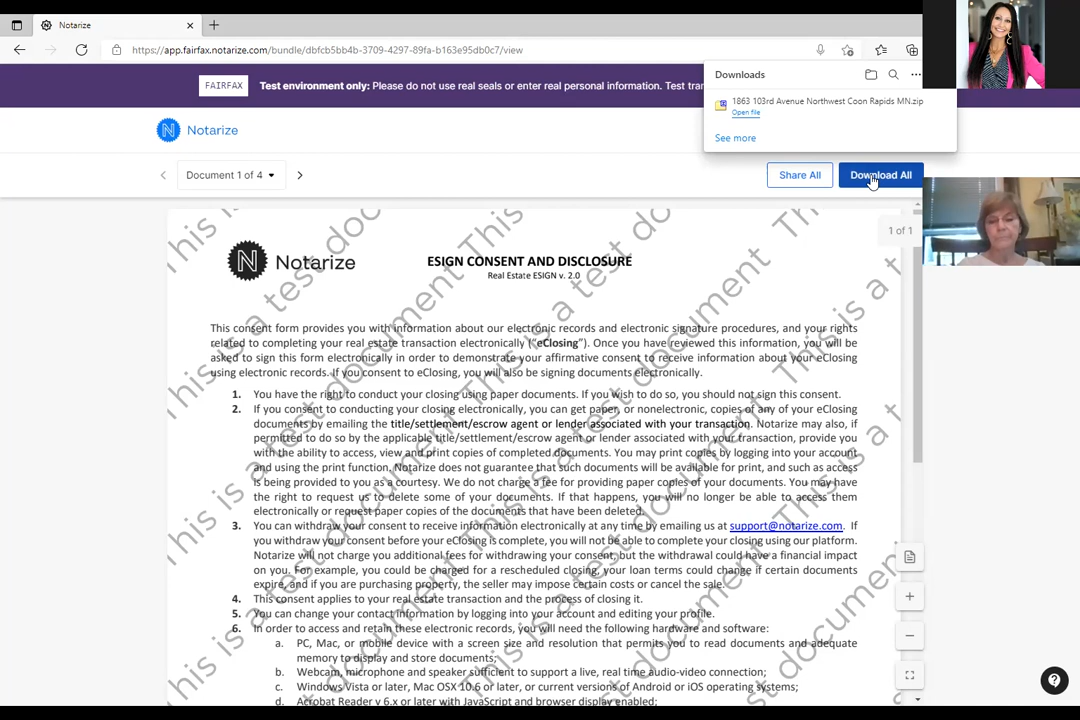 Notarize
https://app.fairfax.notarize.com/bundle/dbfcb5bb4b-3709-4297-89fa-b163e95db0c7/view
FAIRFAX
Test environment only: Please do not use real seals or enter real personal information. Test tran
Downloads
1863 103rd Avenue Northwest Coon Rapids MN.zip
Open file
See more
N Notarize
Document 1 of 4
Share All
Download All
1 of 1
N Notarize
ESIGN CONSENT AND DISCLOSURE
Real Estate ESIGN v. 2.0
This consent form provides you with information about our electronic records and electronic signature procedures, and your rights
related to completing your real estate transaction electronically (“eClosing”). Once you have reviewed this information, you will be
asked to sign this form electronically in order to demonstrate your affirmative consent to receive information about your eClosing
using electronic records. If you consent to eClosing, you will also be signing documents electronically.
1. You have the right to conduct your closing using paper documents. If you wish to do so, you should not sign this consent.
2. If you consent to conducting your closing electronically, you can get paper, or nonelectronic, copies of any of your eClosing
documents by emailing the title/settlement/escrow agent or lender associated with your transaction. Notarize may also, if
permitted to do so by the applicable title/settlement/escrow agent or lender associated with your transaction, provide you
with the ability to access, view and print copies of completed documents. You may print copies by logging into your account
and using the print function. Notarize does not guarantee that such documents will be available for print, and such as access
is being provided to you as a courtesy. We do not charge a fee for providing paper copies of your documents. You may have
the right to request us to delete some of your documents. If that happens, you will no longer be able to access them
electronically or request paper copies of the documents that have been deleted.
3. You can withdraw your consent to receive information electronically at any time by emailing us at support@notarize.com. If
you withdraw your consent before your eClosing is complete, you will not be able to complete your closing using our platform.
Notarize will not charge you additional fees for withdrawing your consent, but the withdrawal could have a financial impact
on you. For example, you could be charged for a rescheduled closing, your loan terms could change if certain documents
expire, and if you are purchasing property, the seller may impose certain costs or cancel the sale.
4. This consent applies to your real estate transaction and the process of closing it.
5. You can change your contact information by logging into your account and editing your profile.
6. In order to access and retain these electronic records, you will need the following hardware and software:
a. PC, Mac, or mobile device with a screen size and resolution that permits you to read documents and adequate
memory to display and store documents;
b. Webcam, microphone and speaker sufficient to support a live, real time audio-video connection;
c. Windows Vista or later, Mac OSX 10.6 or later, or current versions of Android or iOS operating systems;
d. Acrobat Reader v 6.x or later with JavaScript and browser display enabled;
This is a test document This is a test document This is a test document